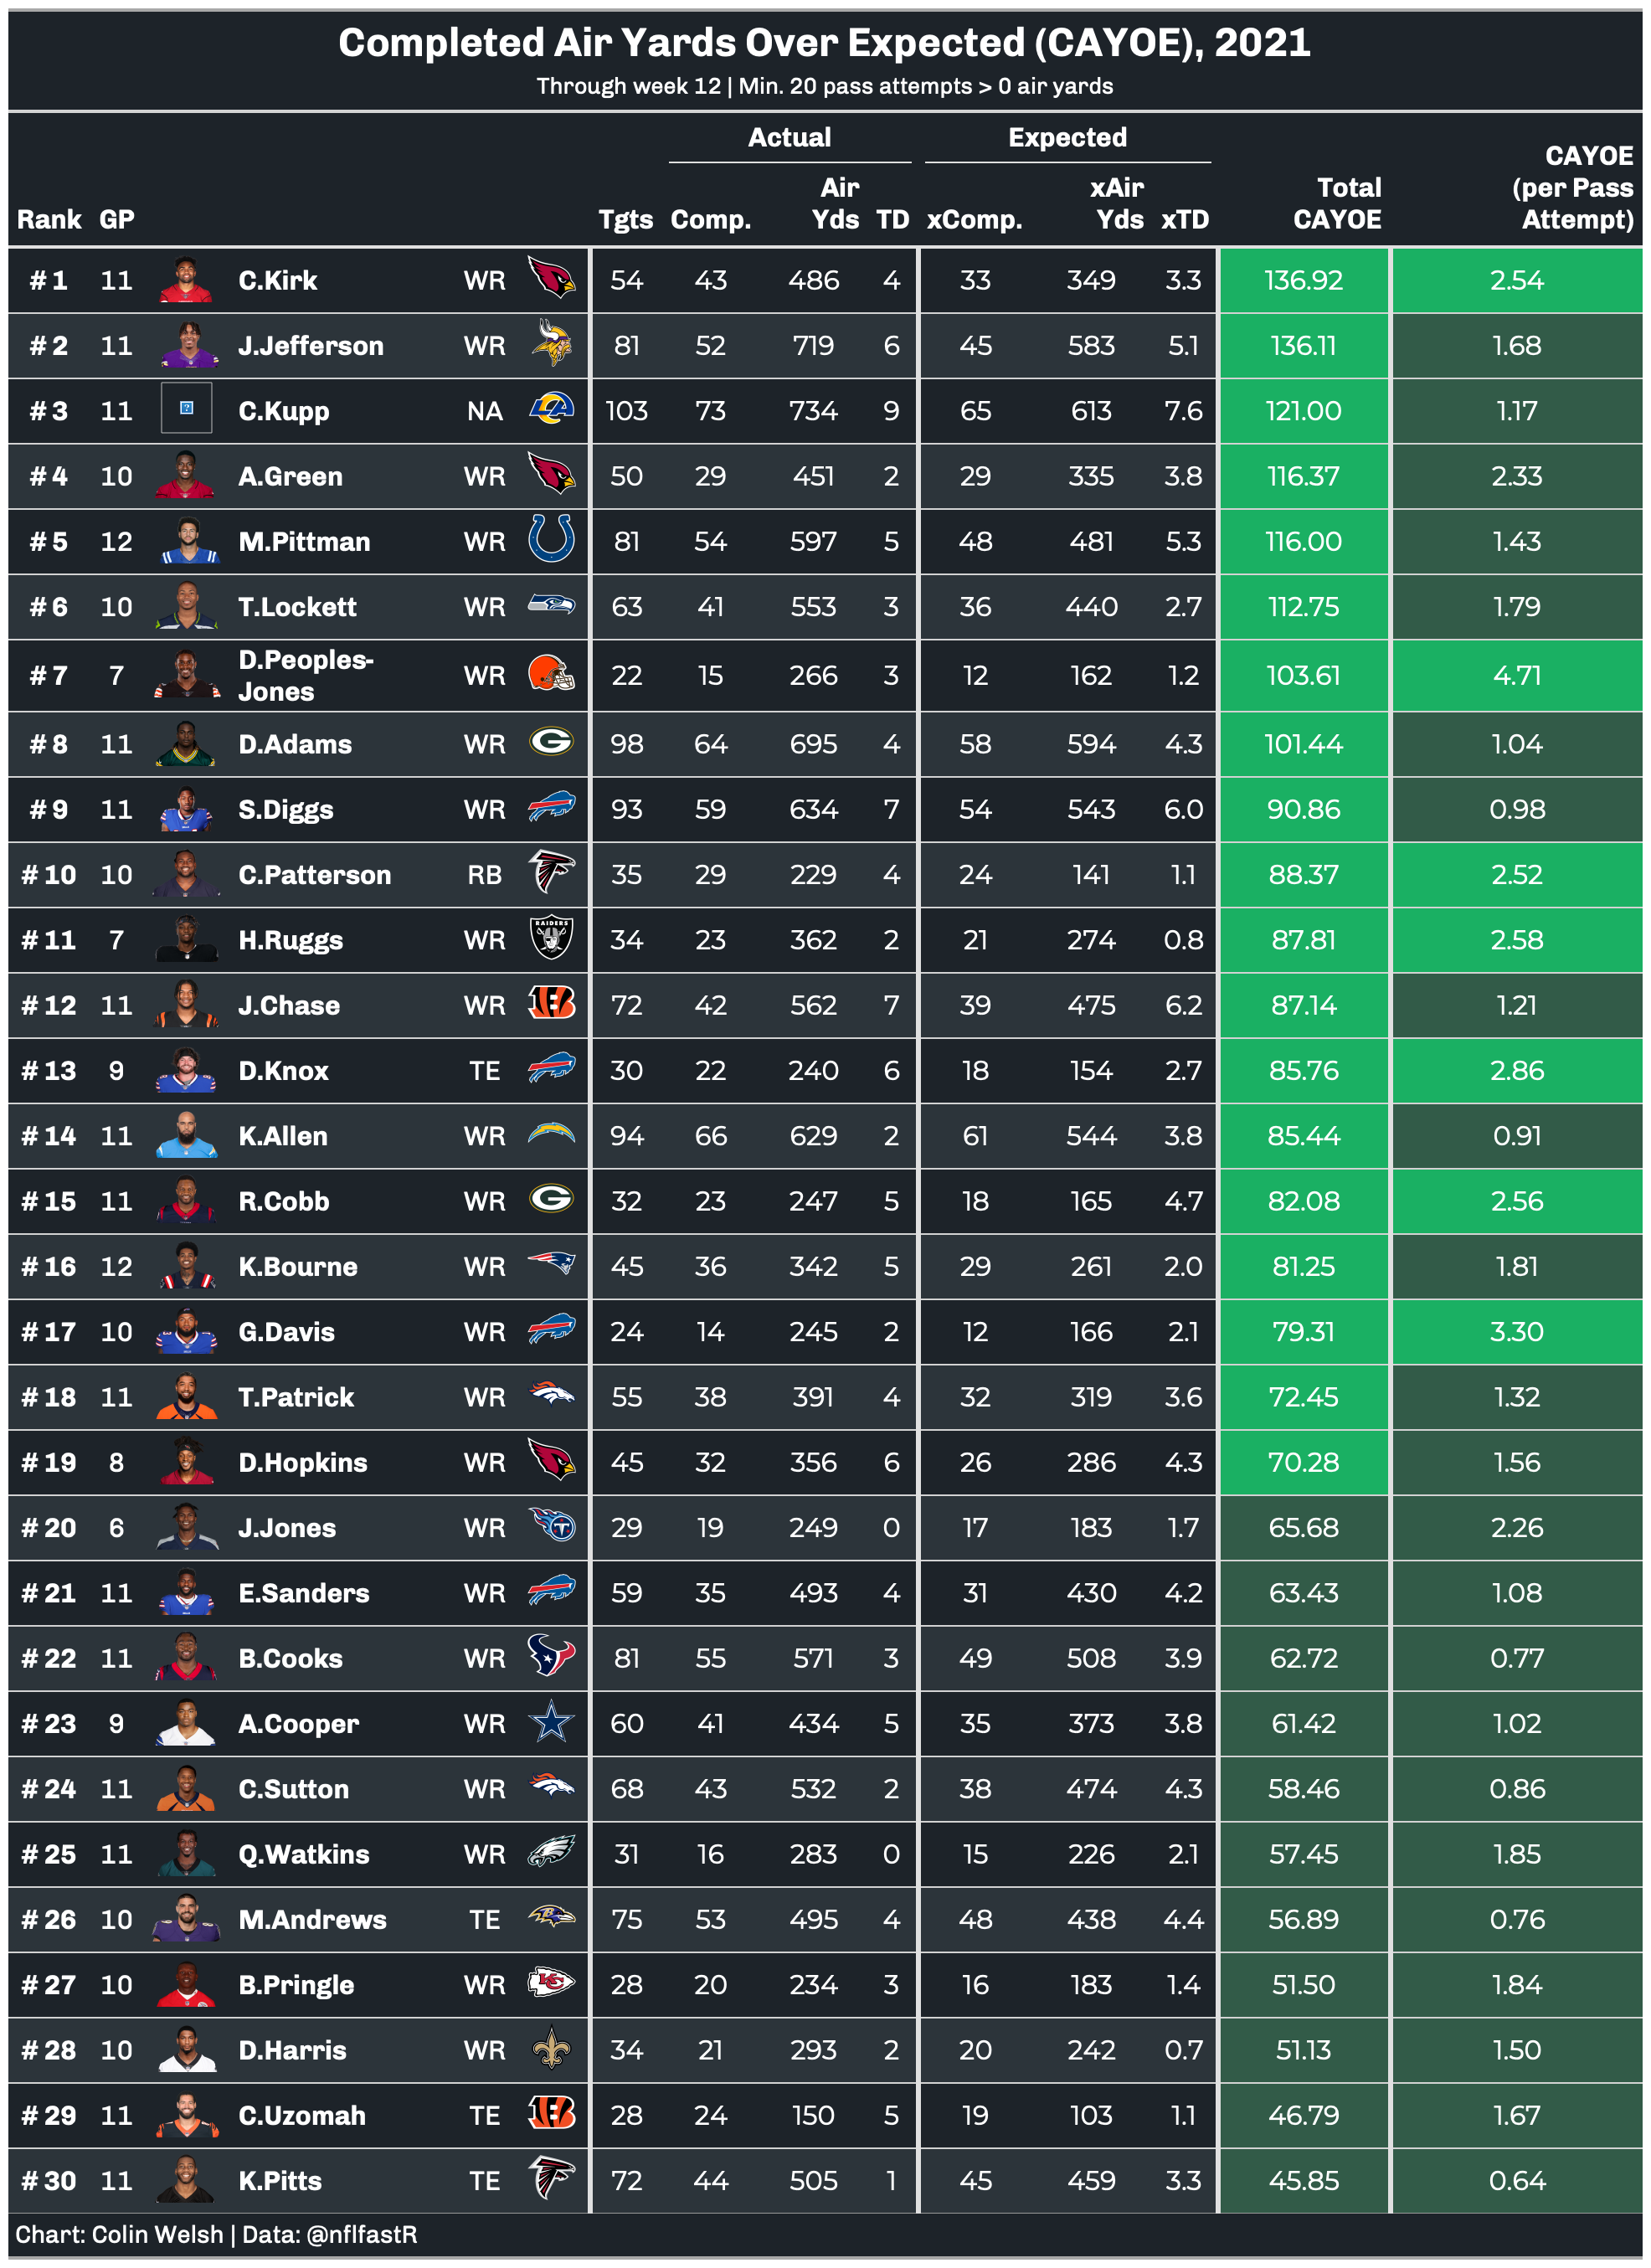 Completed Air Yards Over Expected (CAYOE), 2021
Through week 12 | Min. 20 pass attempts > 0 air yards
Actual Expected
Rank GP Tgts Comp. Air Yds TD xComp. xAir Yds xTD Total CAYOE CAYOE (per Pass Attempt)
# 1 11 C.Kirk WR 54 43 486 4 33 349 3.3 136.92 2.54
# 2 11 J.Jefferson WR 81 52 719 6 45 583 5.1 136.11 1.68
# 3 11 ? C.Kupp NA LA 103 73 734 9 65 613 7.6 121.00 1.17
# 4 10 A.Green WR 50 29 451 2 29 335 3.8 116.37 2.33
# 5 12 M.Pittman WR 81 54 597 5 48 481 5.3 116.00 1.43
# 6 10 T.Lockett WR 63 41 553 3 36 440 2.7 112.75 1.79
# 7 7 D.Peoples-Jones WR 22 15 266 3 12 162 1.2 103.61 4.71
# 8 11 D.Adams WR G 98 64 695 4 58 594 4.3 101.44 1.04
# 9 11 S.Diggs WR 93 59 634 7 54 543 6.0 90.86 0.98
# 10 10 C.Patterson RB 35 29 229 4 24 141 1.1 88.37 2.52
# 11 7 H.Ruggs WR RAIDERS 34 23 362 2 21 274 0.8 87.81 2.58
# 12 11 J.Chase WR B 72 42 562 7 39 475 6.2 87.14 1.21
# 13 9 D.Knox TE 30 22 240 6 18 154 2.7 85.76 2.86
# 14 11 K.Allen WR 94 66 629 2 61 544 3.8 85.44 0.91
# 15 11 R.Cobb WR G 32 23 247 5 18 165 4.7 82.08 2.56
# 16 12 K.Bourne WR 45 36 342 5 29 261 2.0 81.25 1.81
# 17 10 G.Davis WR 24 14 245 2 12 166 2.1 79.31 3.30
# 18 11 T.Patrick WR 55 38 391 4 32 319 3.6 72.45 1.32
# 19 8 D.Hopkins WR 45 32 356 6 26 286 4.3 70.28 1.56
# 20 6 J.Jones WR T 29 19 249 0 17 183 1.7 65.68 2.26
# 21 11 E.Sanders WR 59 35 493 4 31 430 4.2 63.43 1.08
# 22 11 B.Cooks WR 81 55 571 3 49 508 3.9 62.72 0.77
# 23 9 A.Cooper WR 60 41 434 5 35 373 3.8 61.42 1.02
# 24 11 C.Sutton WR 68 43 532 2 38 474 4.3 58.46 0.86
# 25 11 Q.Watkins WR 31 16 283 0 15 226 2.1 57.45 1.85
# 26 10 M.Andrews TE B 75 53 495 4 48 438 4.4 56.89 0.76
# 27 10 B.Pringle WR KC 28 20 234 3 16 183 1.4 51.50 1.84
# 28 10 D.Harris WR 34 21 293 2 20 242 0.7 51.13 1.50
# 29 11 C.Uzomah TE B 28 24 150 5 19 103 1.1 46.79 1.67
# 30 11 K.Pitts TE 72 44 505 1 45 459 3.3 45.85 0.64
Chart: Colin Welsh | Data: @nflfastR